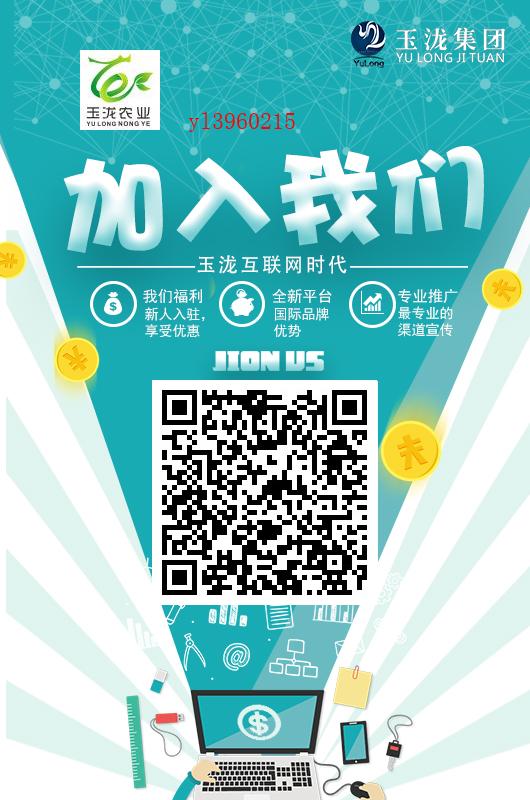 玉泷集团
YuLong
YU LONG JI TUAN
玉泷农业
YU LONG NONG YE
y13960215
加入我们
玉泷互联网时代
我们福利
新人入驻,
享受优惠
全新平台
国际品牌
优势
专业推广
最专业的
渠道宣传
JION US